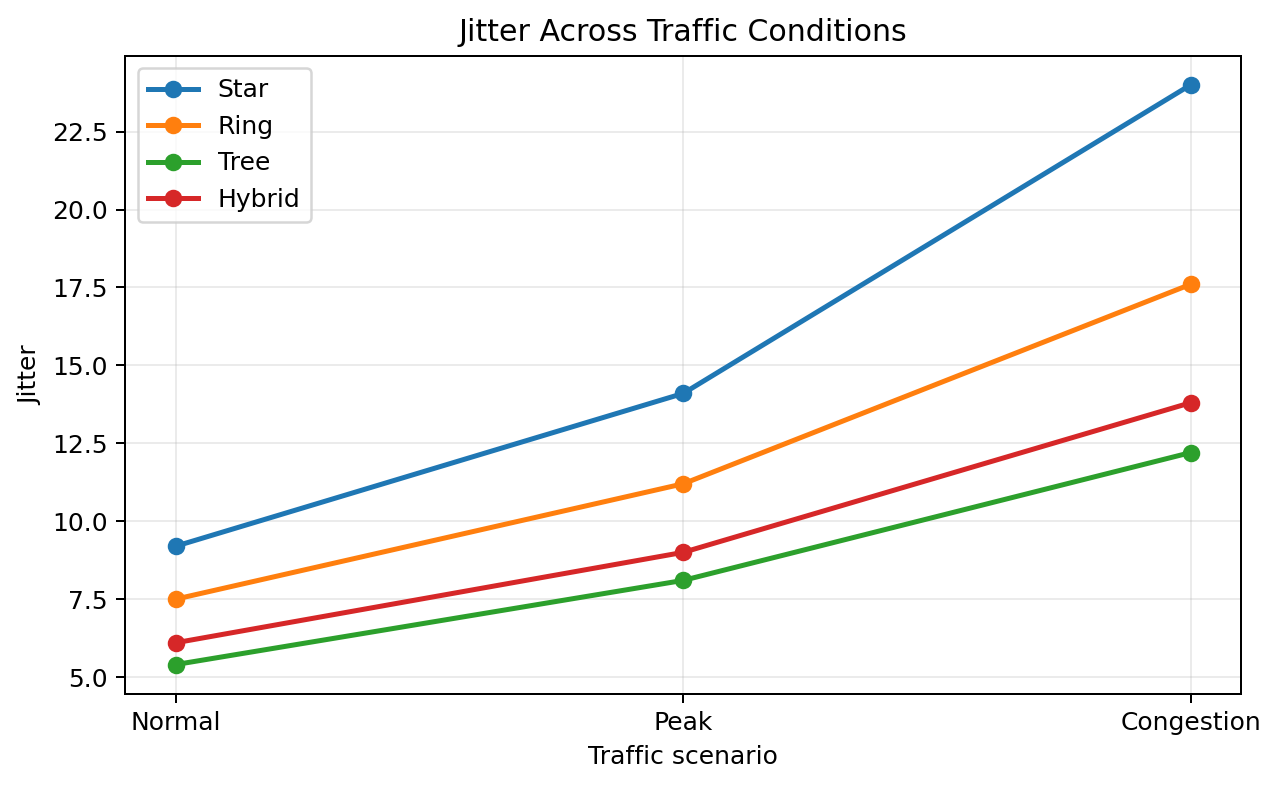 Jitter Across Traffic Conditions
Star
Ring
Tree
Hybrid
22.5
20.0
17.5
15.0
12.5
10.0
7.5
5.0
Jitter
Normal
Peak
Congestion
Traffic scenario